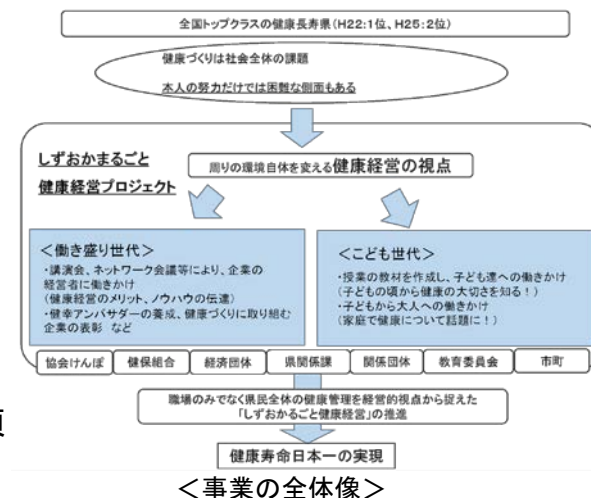 全国トップクラスの健康長寿県(H22:1位、H25:2位)
健康づくりは社会全体の課題
本人の努力だけでは困難な側面もある
しずおかまるごと
健康経営プロジェクト
周りの環境自体を変える健康経営の視点
<働き盛り世代>
・講演会、ネットワーク会議等により、企業の
経営者に働きかけ
(健康経営のメリット、ノウハウの伝達)
・健幸アンバサダーの養成、健康づくりに取り組む
企業の表彰 など
<こども世代>
・授業の教材を作成し、子ども達への働きかけ
(子どもの頃から健康の大切さを知る!)
・子どもから大人への働きかけ
(家庭で健康について話題に!)
協会けんぽ 健保組合 経済団体 県関係課 関係団体 教育委員会 市町
職場のみでなく県民全体の健康管理を経営的視点から捉えた
「しずおかるごと健康経営」の推進
健康寿命日本一の実現
<事業の全体像>